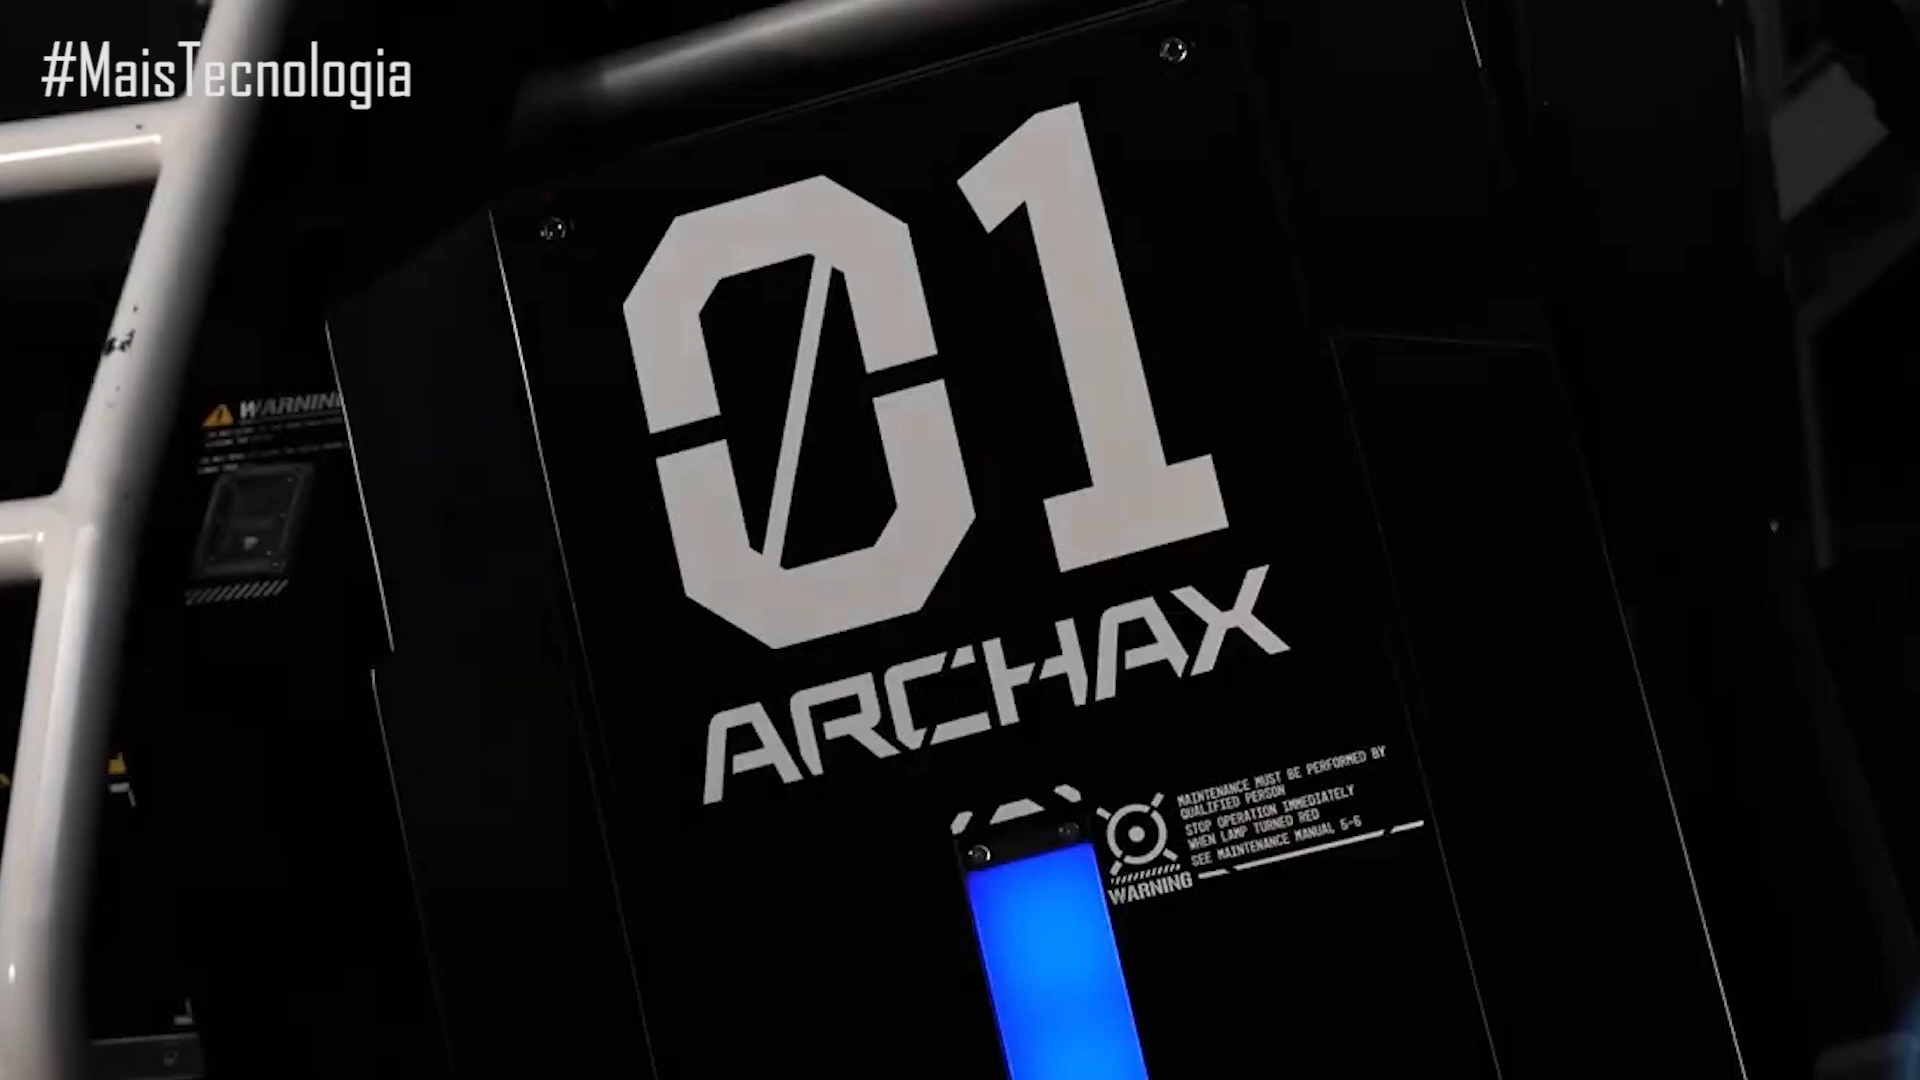 #MaisTecnologia
01
ARCHAX
WARNING
MAINTENANCE MUST BE PERFORMED BY
QUALIFIED PERSON
STOP OPERATION IMMEDIATELY
WHEN LAMP TURNED RED
SEE MAINTENANCE MANUAL 5-6
WARNING